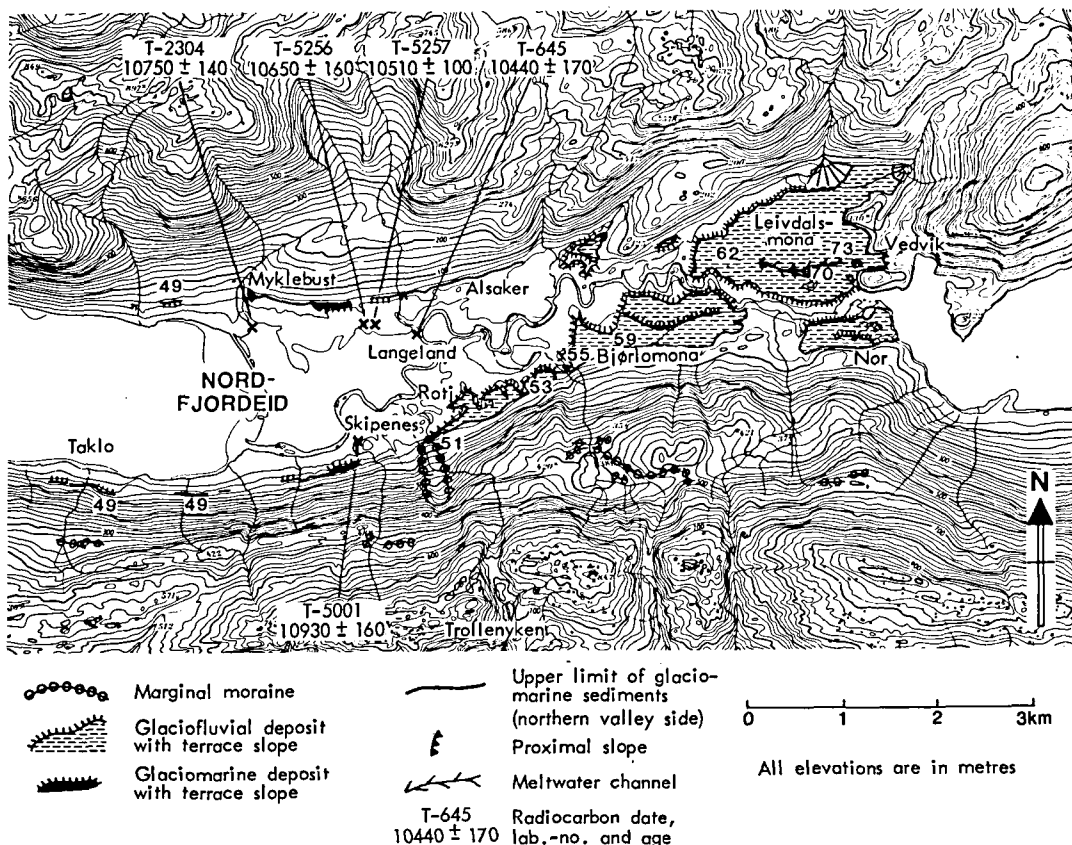 T-2304
10750 ± 140
T-5256
10650 ± 160
T-5257
10510 ± 100
T-645
10440 ± 170
Leivdals-
mona
62
73
70
Vedvik
49
Myklebust
Alsaker
Langeland
59
Bjørlomona
55
Nor
53
NORD-
FJORDEID
Roti
Skipenes
51
Taklo
49
49
N
T-5001
10930 ± 160
Trollenyken
Marginal moraine
Glaciofluvial deposit
with terrace slope
Glaciomarine deposit
with terrace slope
Upper limit of glacio-
marine sediments
(northern valley side)
Proximal slope
Meltwater channel
T-645
10440 ± 170
Radiocarbon date,
lab.-no. and age
0 1 2 3km
All elevations are in metres